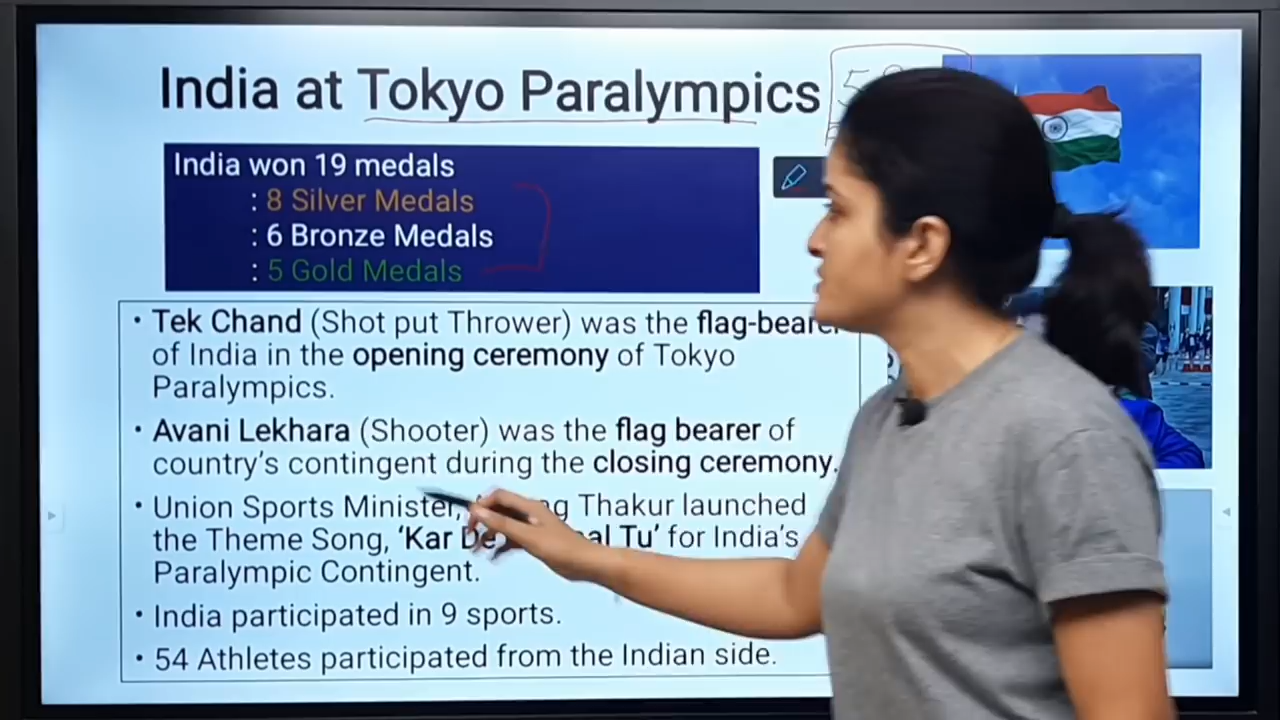 India at Tokyo Paralympics
India won 19 medals
: 8 Silver Medals
: 6 Bronze Medals
: 5 Gold Medals
• Tek Chand (Shot put Thrower) was the flag-bearer
of India in the opening ceremony of Tokyo
Paralympics.
• Avani Lekhara (Shooter) was the flag bearer of
country's contingent during the closing ceremony.
• Union Sports Minister, Thakur launched
the Theme Song, ‘Kar De Tu’ for India's
Paralympic Contingent.
• India participated in 9 sports.
• 54 Athletes participated from the Indian side.